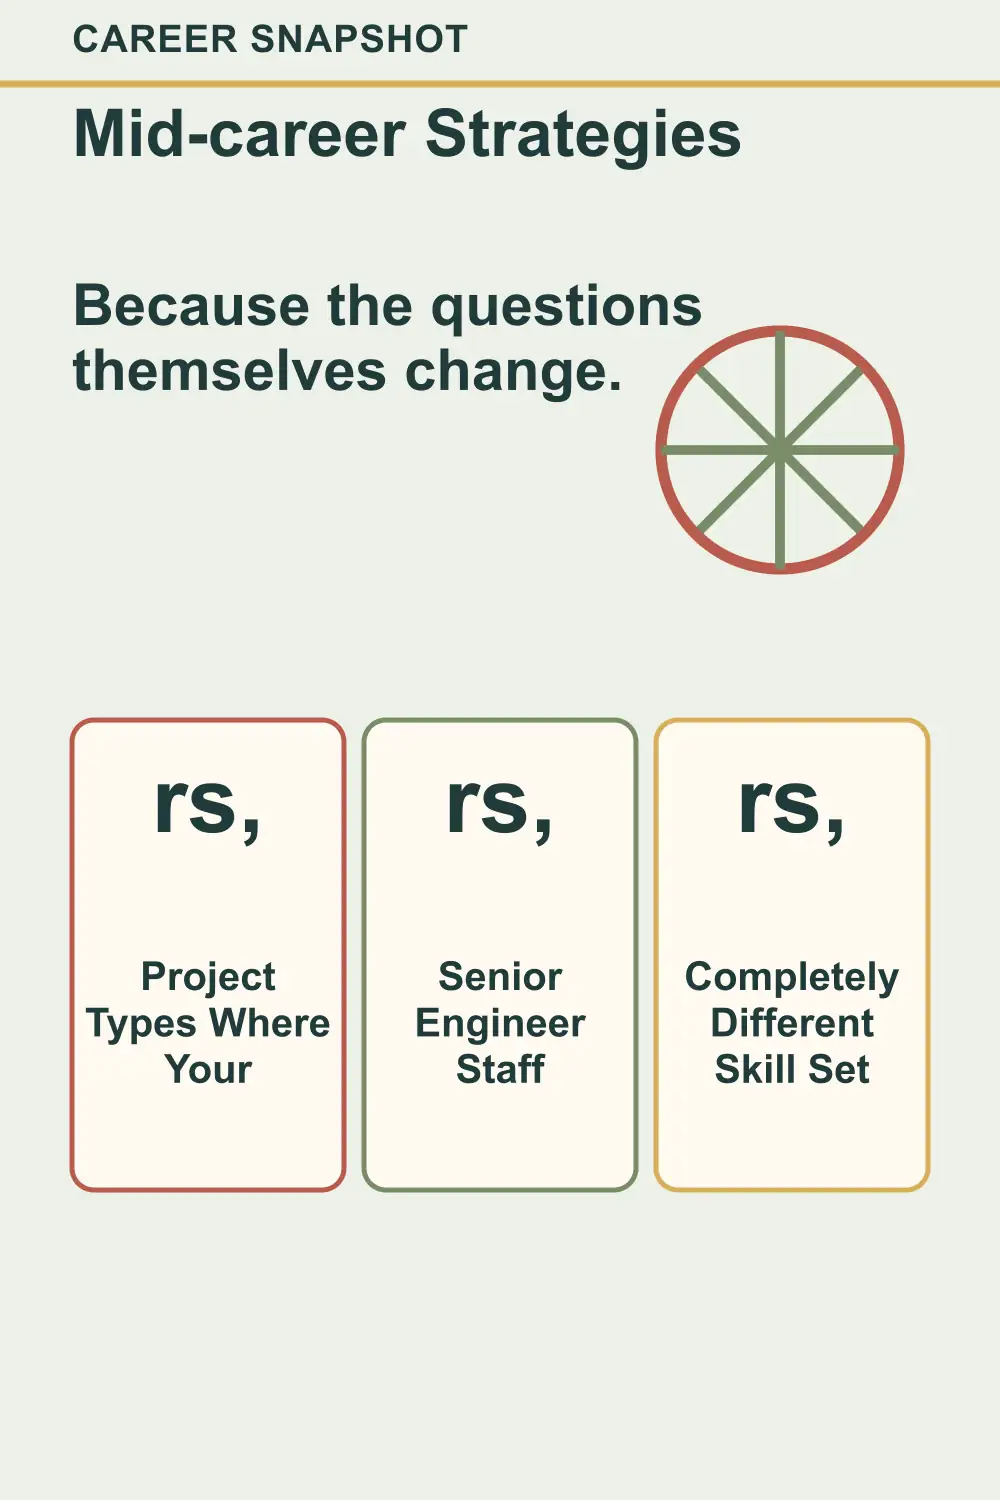 CAREER SNAPSHOT
Mid-career Strategies
Because the questions
themselves change.
rs,
Project
Types Where
Your
rs,
Senior
Engineer
Staff
rs,
Completely
Different
Skill Set